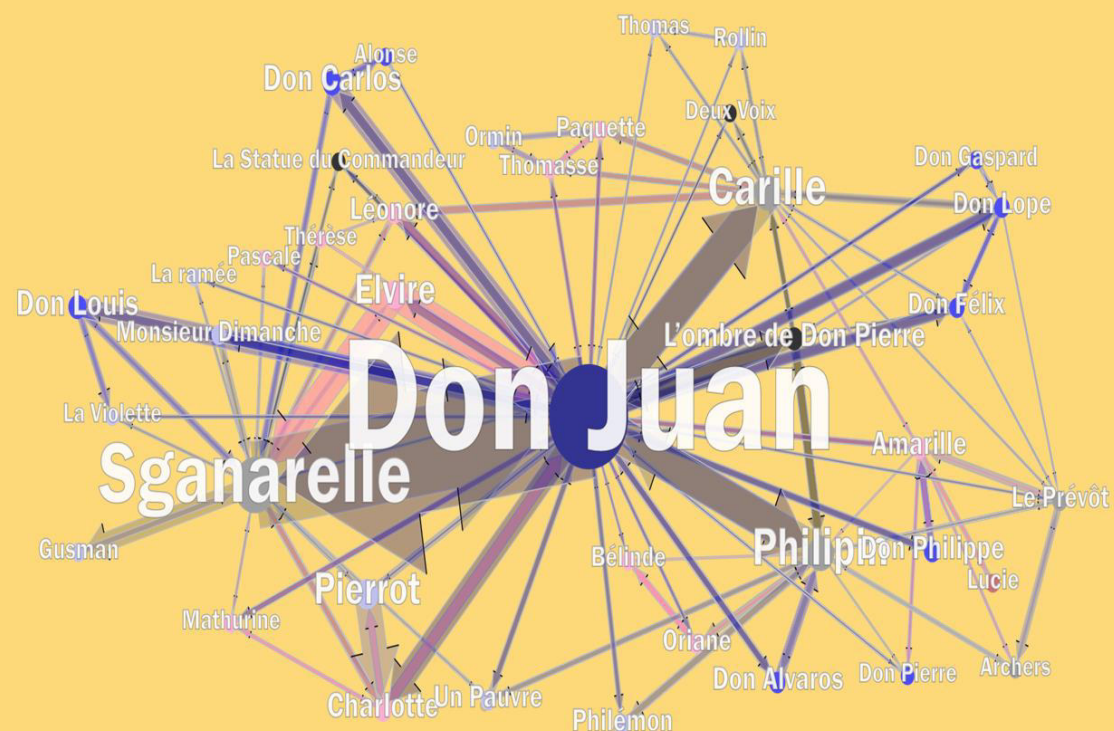 Thomas
Rollin
Alonse
Don Carlos
Deux Voix
Ormin
Paquette
La Statue du Commandeur
Thomasse
Don Gaspard
Carille
Don Lope
Léonore
Thérèse
Pascale
La ramée
Elvire
Don Louis
Monsieur Dimanche
Don Félix
L'ombre de Don Pierre
Don Juan
La Violette
Amarille
Sganarelle
Le Prévôt
Gusman
Bélinde
Don Philippe
Lucie
Pierrot
Mathurine
Oriane
Don Alvaros
Don Pierre
Archers
Charlotte
Un Pauvre
Philémon